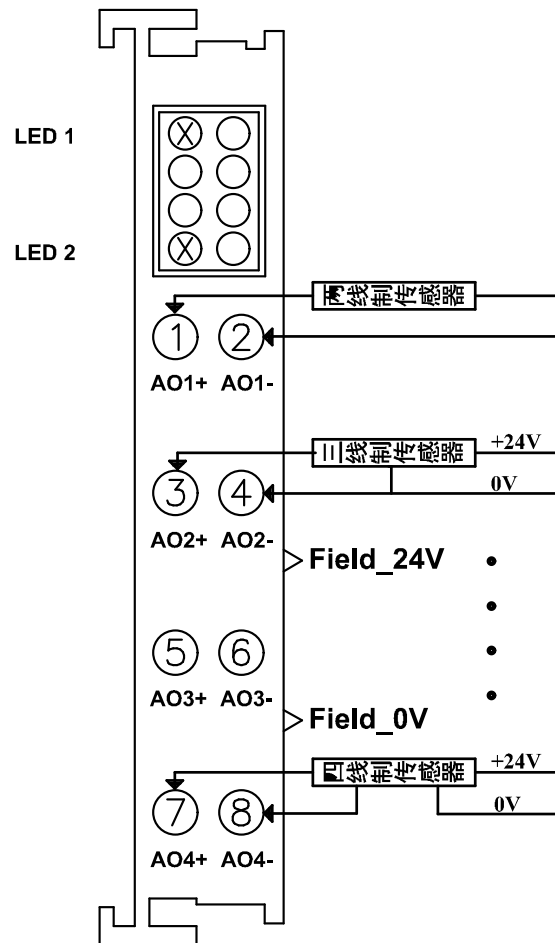 LED 1
LED 2
两线制传感器
1 2
AO1+ AO1-
三线制传感器 +24V
0V
3 4
AO2+ AO2-
Field_24V
5 6
AO3+ AO3-
Field_0V
四线制传感器 +24V
0V
7 8
AO4+ AO4-